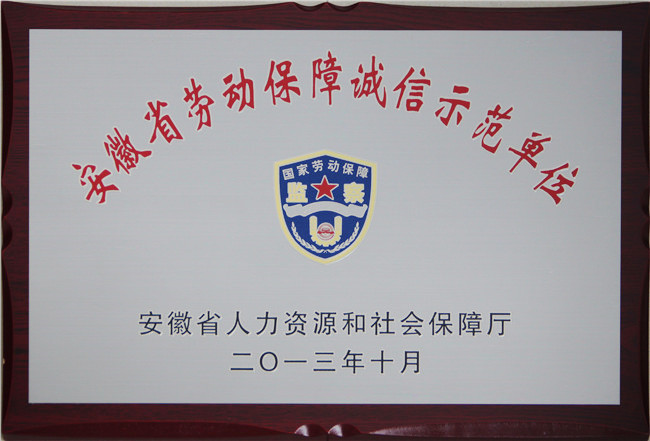 安徽省劳动保障诚信示范单位
国家劳动保障
监察
安徽省人力资源和社会保障厅
二〇一三年十月